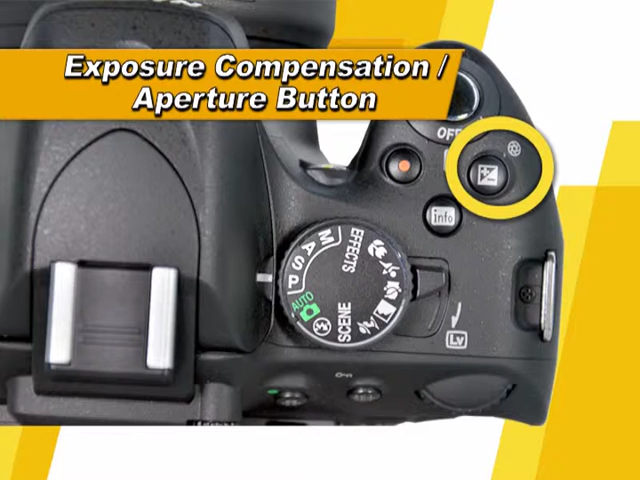 Exposure Compensation /
Aperture Button
OFF
info
M
A
S
P
AUTO
EFFECTS
SCENE
Lv